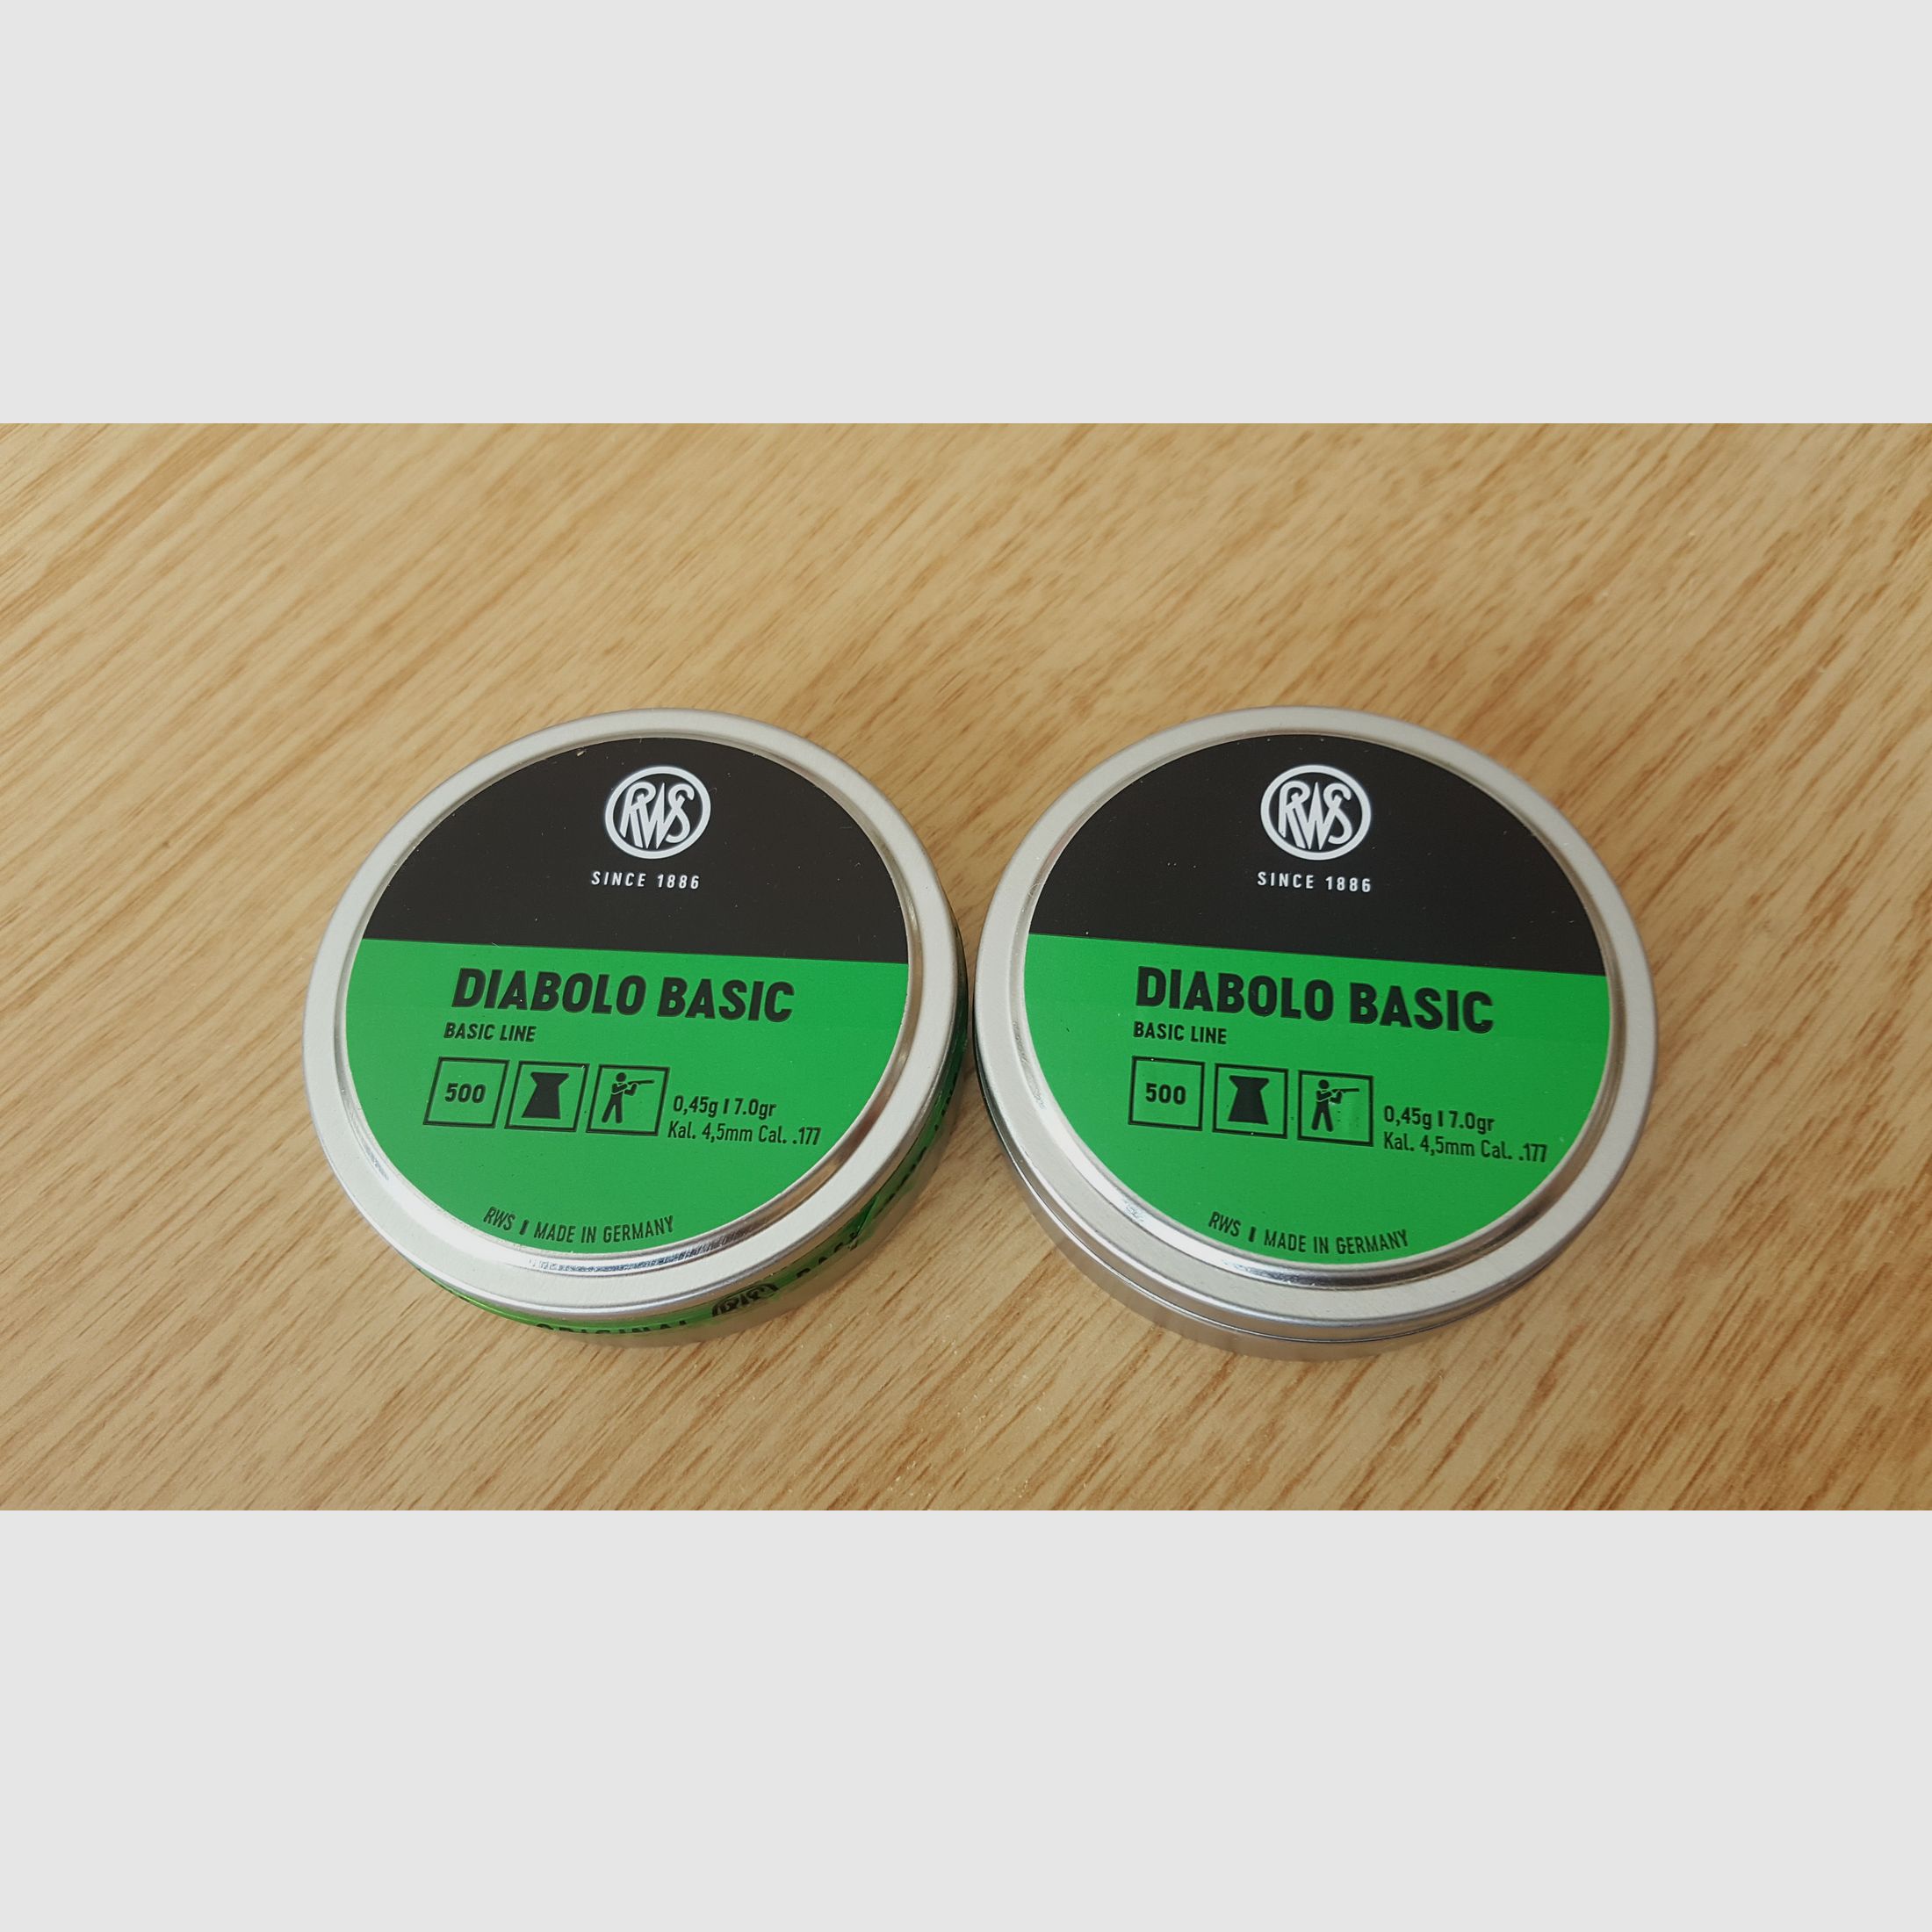 RWS
SINCE 1886
DIABOLO BASIC
BASIC LINE
500
0,45g I 7.0gr
Kal. 4,5mm Cal. .177
RWS I MADE IN GERMANY
ORIGINAL RWS
RWS
SINCE 1886
DIABOLO BASIC
BASIC LINE
500
0,45g I 7.0gr
Kal. 4,5mm Cal. .177
RWS I MADE IN GERMANY